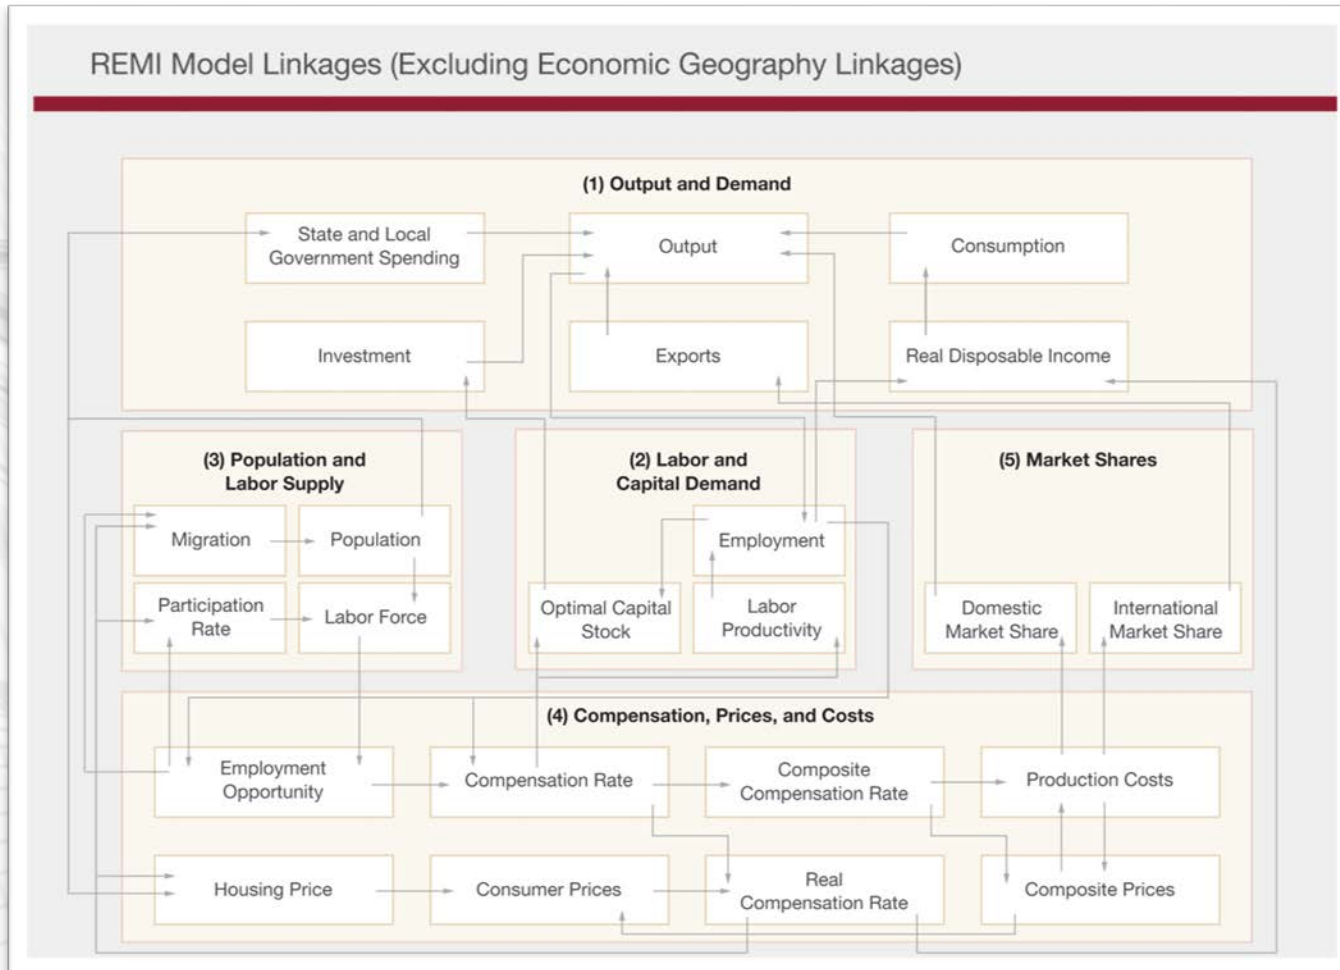 REMI Model Linkages (Excluding Economic Geography Linkages)
(1) Output and Demand
State and Local
Government Spending
Output
Consumption
Investment
Exports
Real Disposable Income
(3) Population and
Labor Supply
Migration
Population
Participation
Rate
Labor Force
(2) Labor and
Capital Demand
Employment
Optimal Capital
Stock
Labor
Productivity
(5) Market Shares
Domestic
Market Share
International
Market Share
(4) Compensation, Prices, and Costs
Employment
Opportunity
Compensation Rate
Composite
Compensation Rate
Production Costs
Housing Price
Consumer Prices
Real
Compensation Rate
Composite Prices